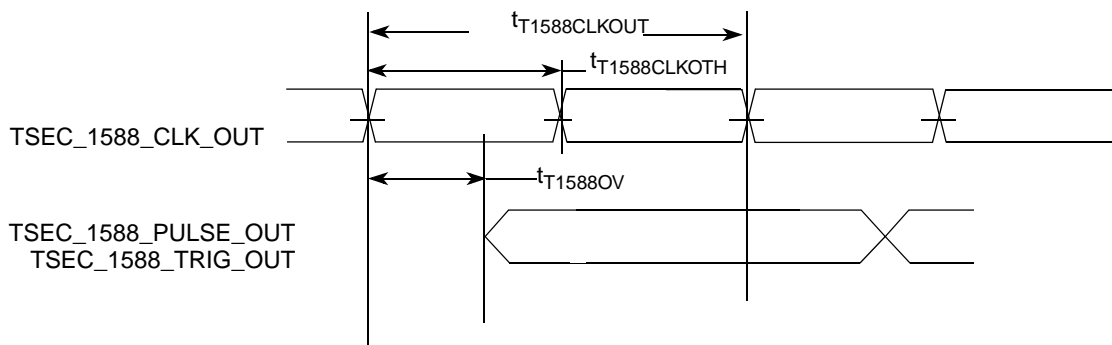 tT1588CLKOUT
tT1588CLKOTH
TSEC_1588_CLK_OUT
tT1588OV
TSEC_1588_PULSE_OUT
TSEC_1588_TRIG_OUT